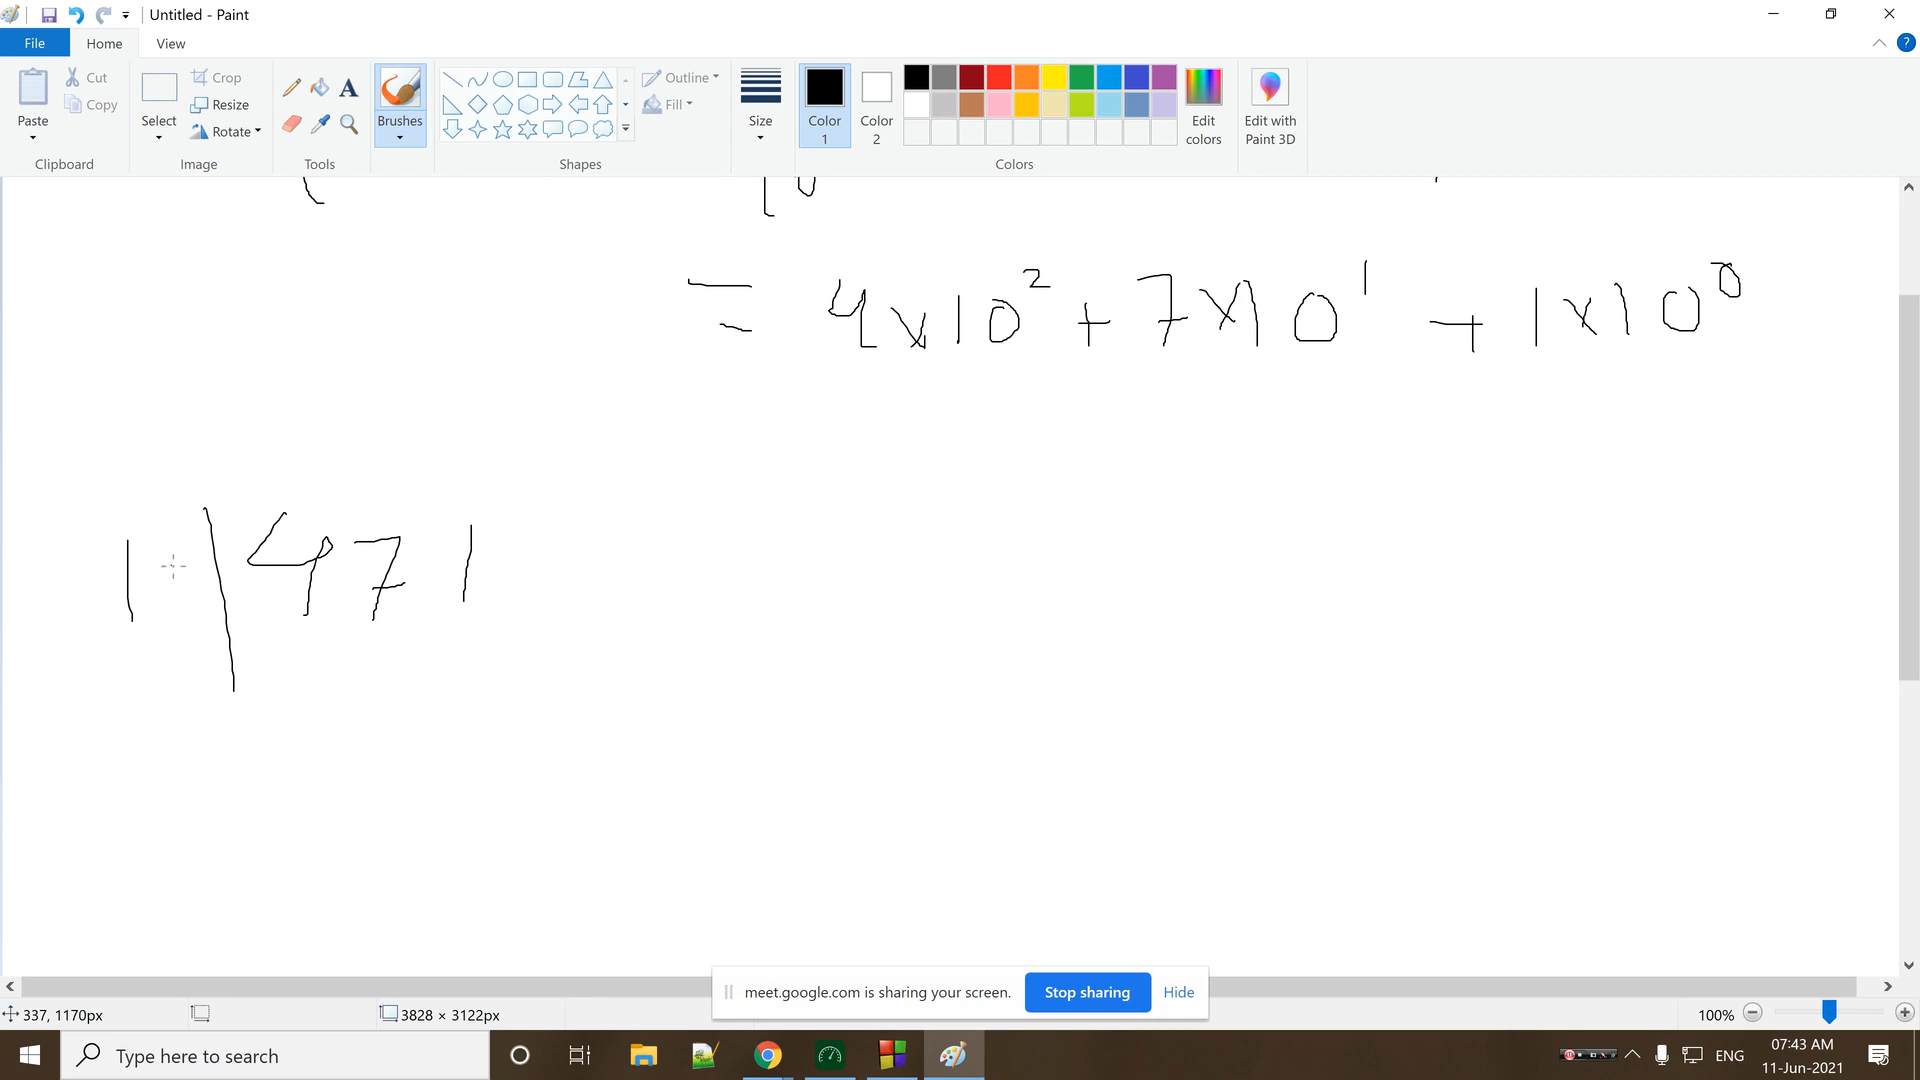 Untitled - Paint
File Home View
Paste Cut Copy Select Crop Resize Rotate Brushes Outline Fill Size Color 1 Color 2 Edit colors Edit with Paint 3D
Clipboard Image Tools Shapes Colors
= 4x10² + 7x10¹ + 1x10⁰
1 | 471
meet.google.com is sharing your screen. Stop sharing Hide
337, 1170px 3828 × 3122px 100%
Type here to search ENG 07:43 AM
11-Jun-2021